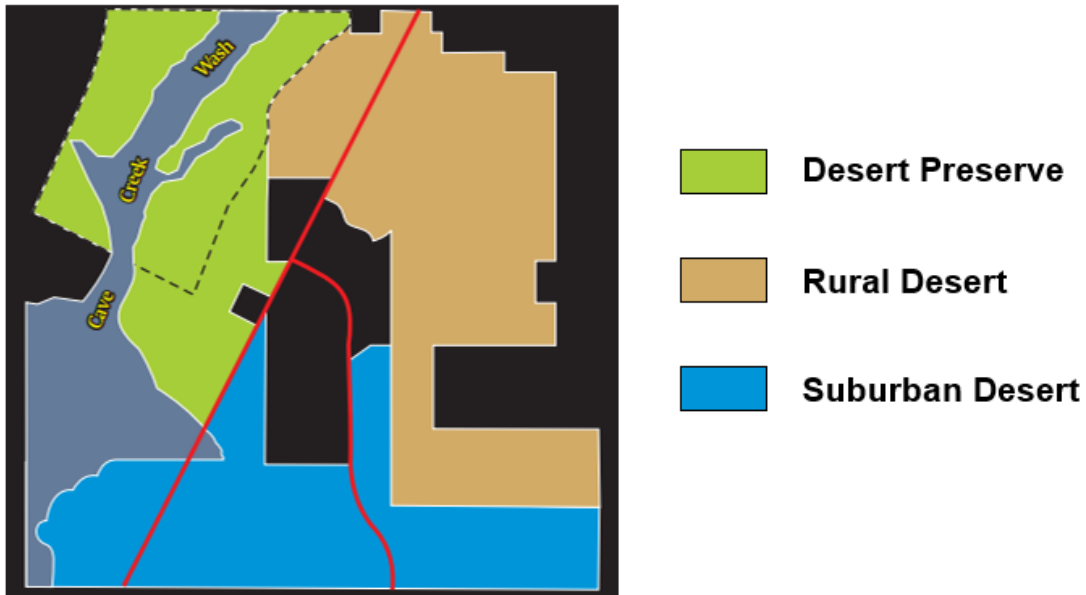 Wash
Creek
Cave
Desert Preserve
Rural Desert
Suburban Desert